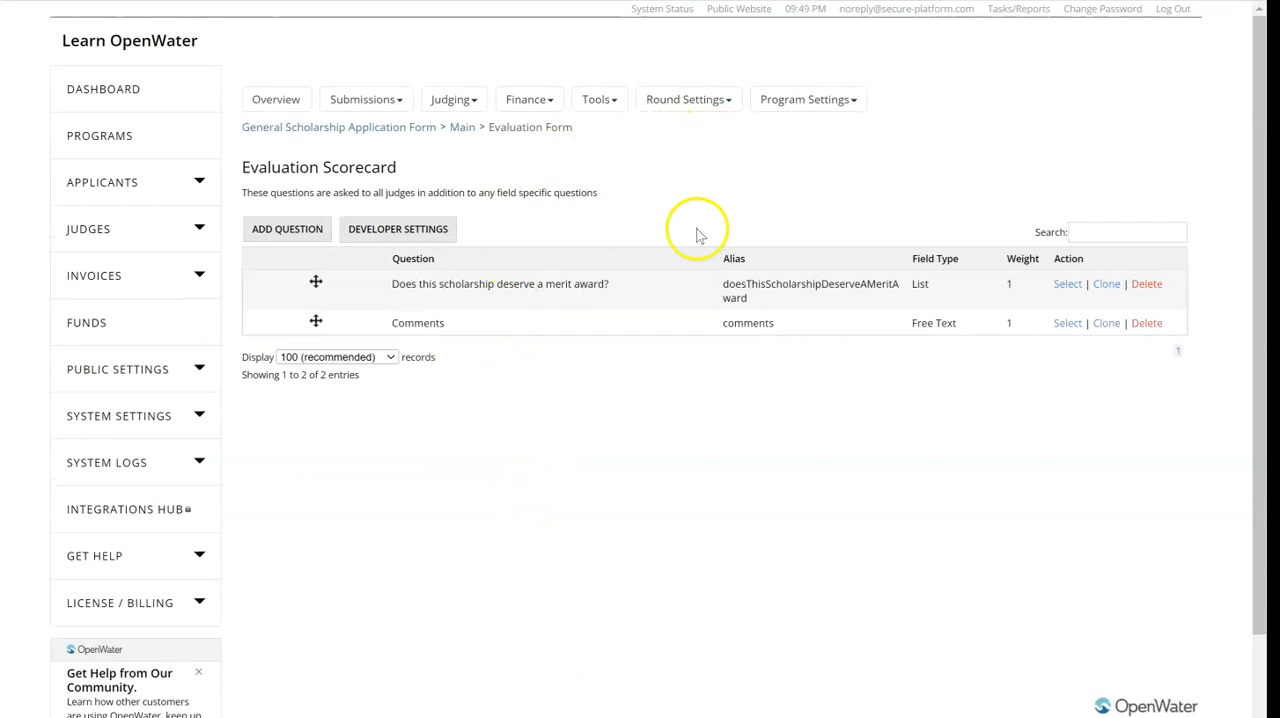 System Status Public Website 09:49 PM noreply@secure-platform.com Tasks/Reports Change Password Log Out
Learn OpenWater
DASHBOARD
PROGRAMS
APPLICANTS
JUDGES
INVOICES
FUNDS
PUBLIC SETTINGS
SYSTEM SETTINGS
SYSTEM LOGS
INTEGRATIONS HUB
GET HELP
LICENSE / BILLING
OpenWater
Get Help from Our
Community.
Learn how other customers
are using OpenWater, keep up
Overview Submissions Judging Finance Tools Round Settings Program Settings
General Scholarship Application Form > Main > Evaluation Form
Evaluation Scorecard
These questions are asked to all judges in addition to any field specific questions
ADD QUESTION DEVELOPER SETTINGS Search:
Question Alias Field Type Weight Action
Does this scholarship deserve a merit award? doesThisScholarshipDeserveAMeritA List 1 Select | Clone | Delete
ward
Comments comments Free Text 1 Select | Clone | Delete
Display 100 (recommended) records 1
Showing 1 to 2 of 2 entries
OpenWater